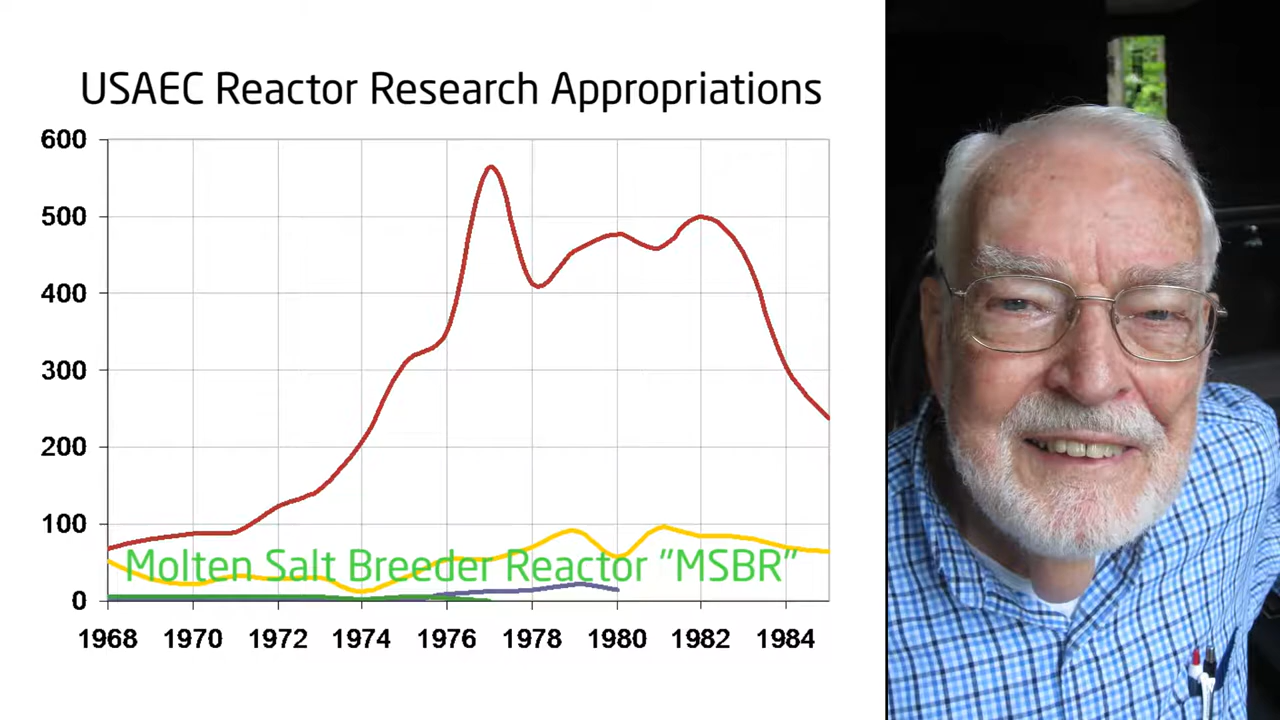 USAEC Reactor Research Appropriations
600
500
400
300
200
100
Molten Salt Breeder Reactor "MSBR"
0
1968 1970 1972 1974 1976 1978 1980 1982 1984